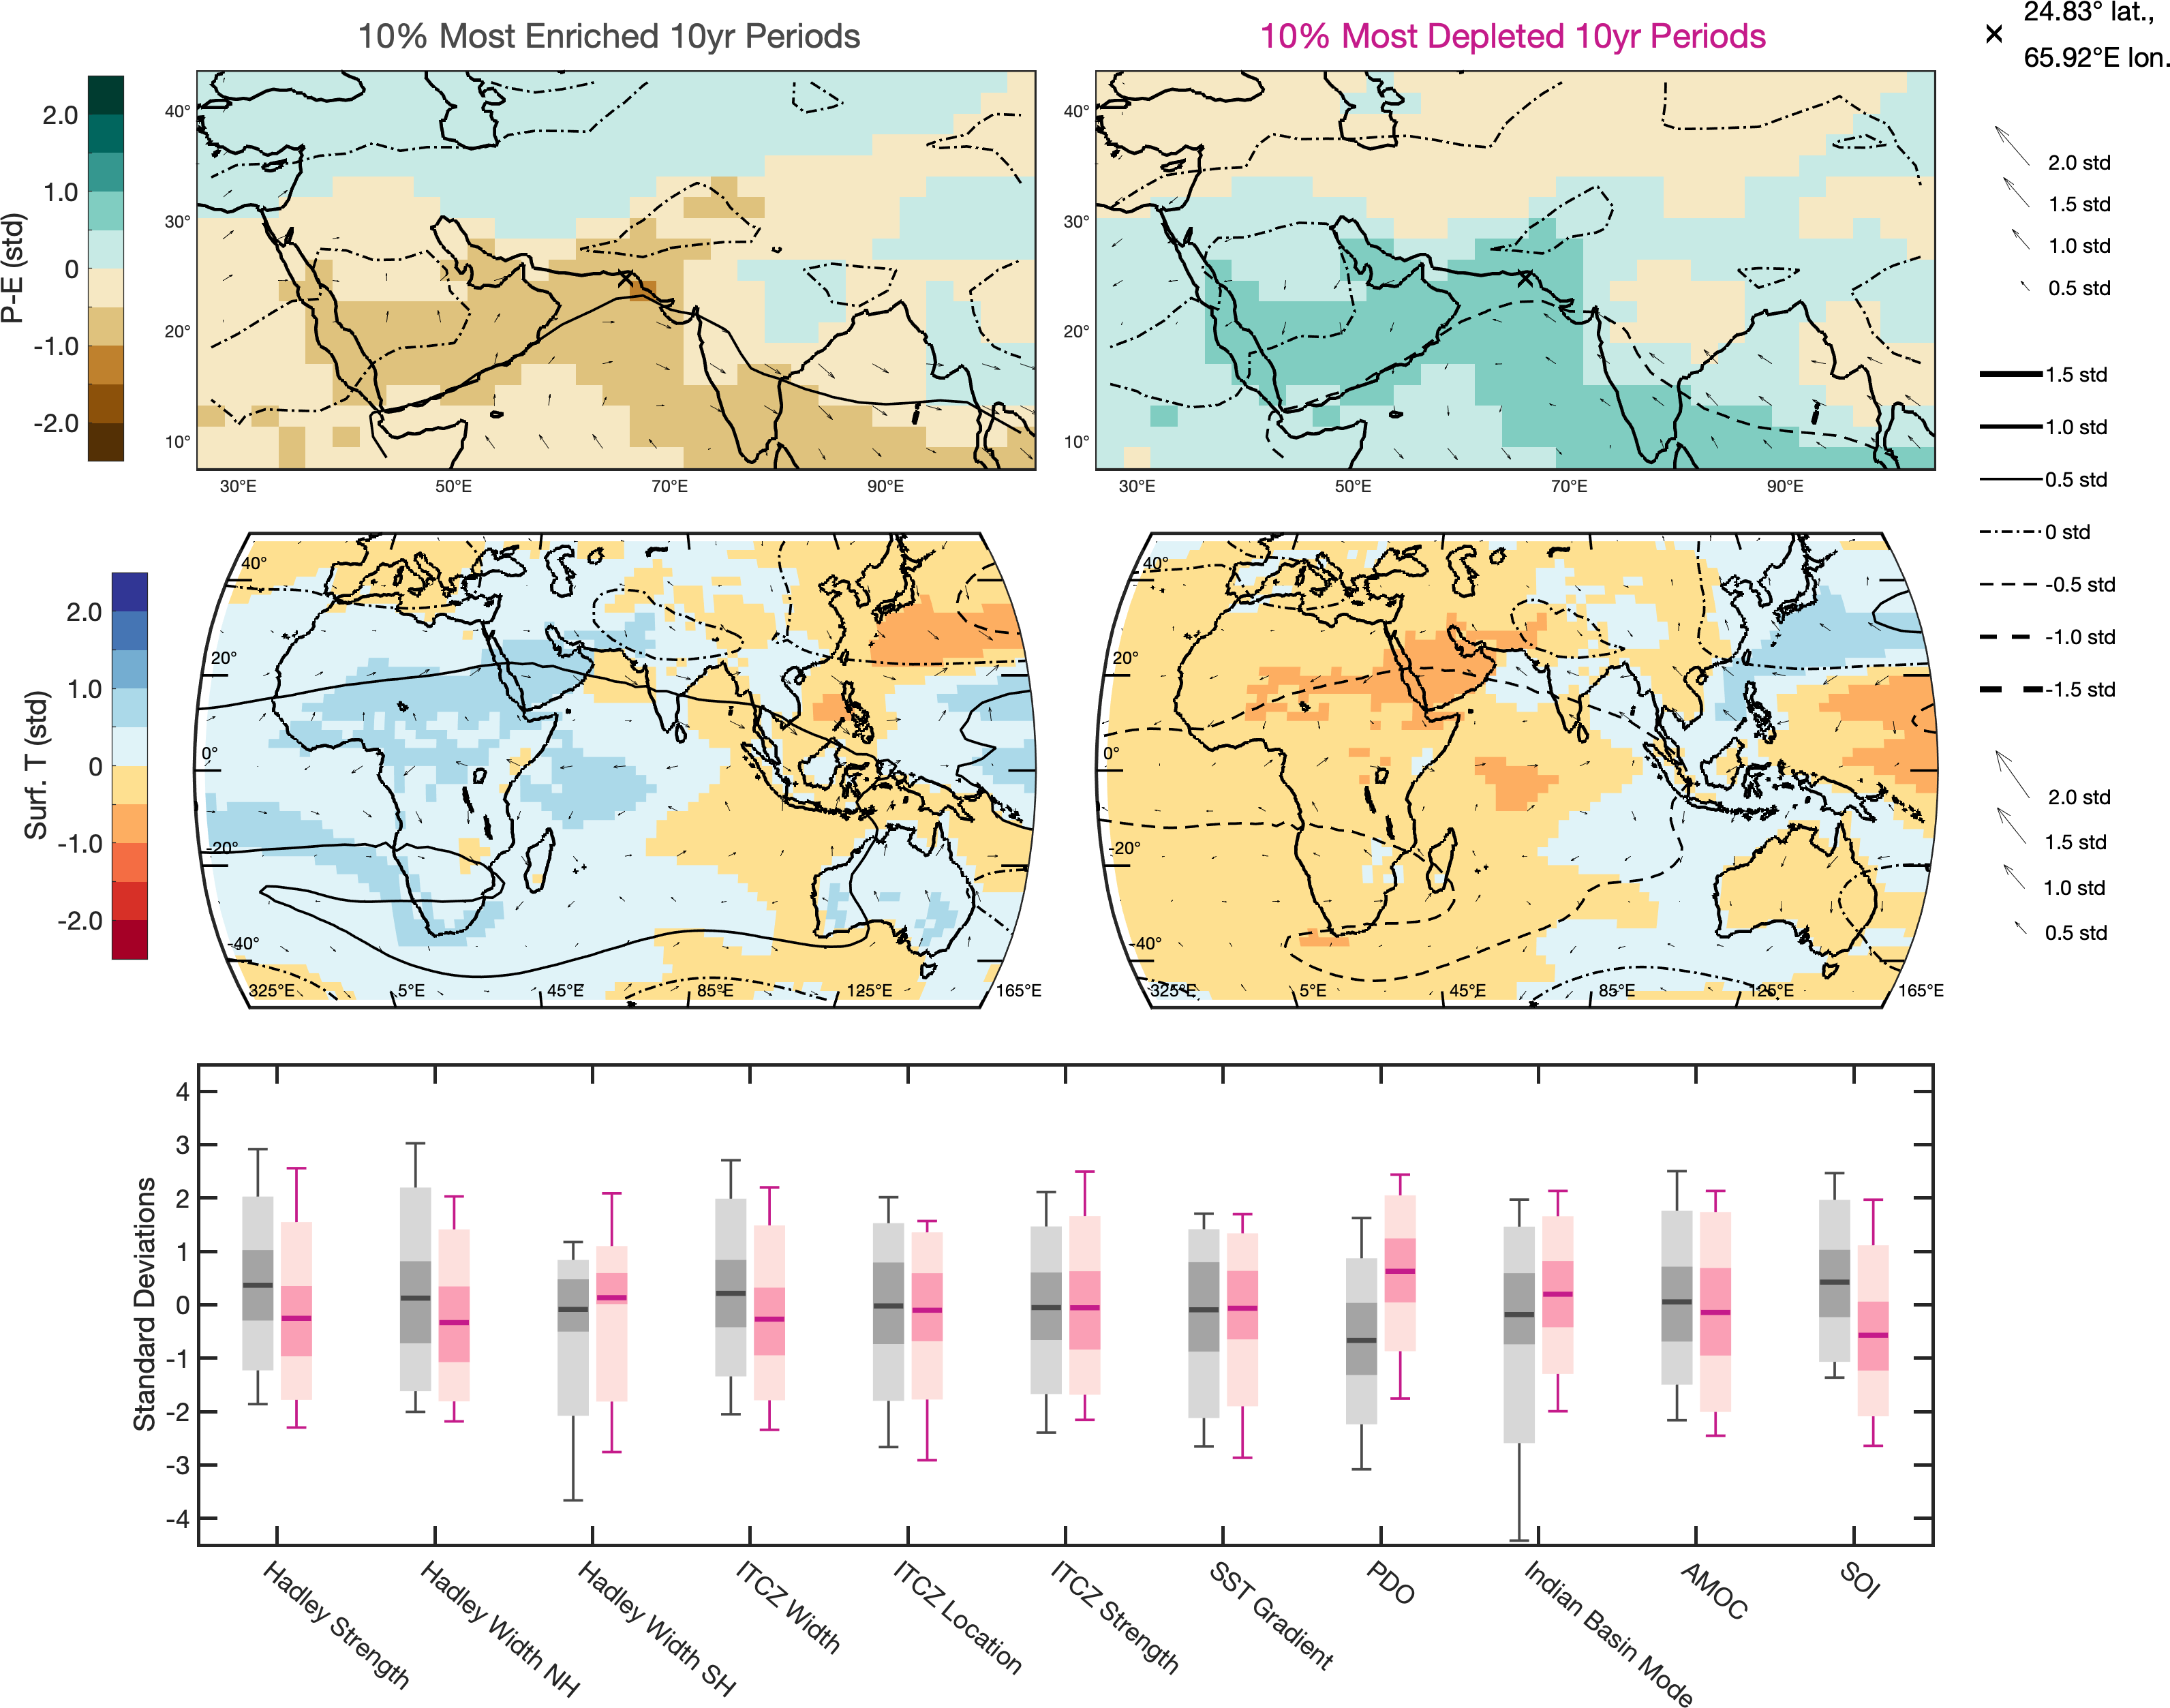 10% Most Enriched 10yr Periods
10% Most Depleted 10yr Periods
24.83° lat.,
65.92°E lon.
P-E (std)
2.0
1.0
0
-1.0
-2.0
40°
30°
20°
10°
30°E 50°E 70°E 90°E
40°
30°
20°
10°
30°E 50°E 70°E 90°E
2.0 std
1.5 std
1.0 std
0.5 std
1.5 std
1.0 std
0.5 std
0 std
-0.5 std
-1.0 std
-1.5 std
2.0 std
1.5 std
1.0 std
0.5 std
Surf. T (std)
2.0
1.0
0
-1.0
-2.0
40°
20°
0°
-20°
-40°
325°E 5°E 45°E 85°E 125°E 165°E
40°
20°
0°
-20°
-40°
325°E 5°E 45°E 85°E 125°E 165°E
Standard Deviations
4
3
2
1
0
-1
-2
-3
-4
Hadley Strength
Hadley Width NH
Hadley Width SH
ITCZ Width
ITCZ Location
ITCZ Strength
SST Gradient
PDO
Indian Basin Mode
AMOC
SOI